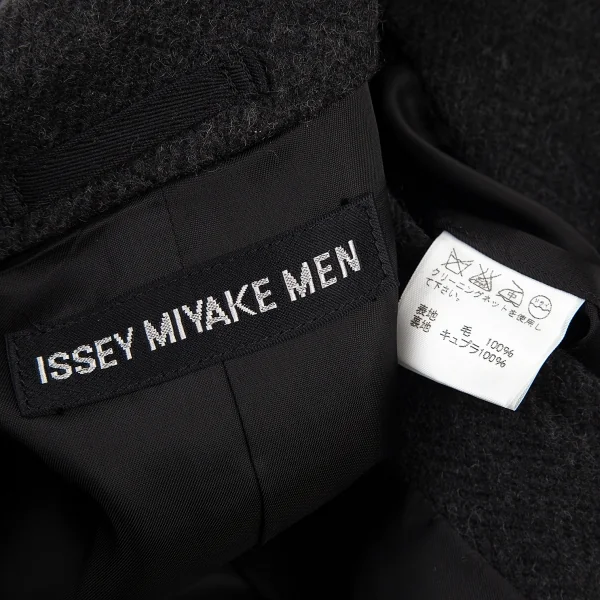 ISSEY MIYAKE MEN
クリーニングネットを使用し
て下さい。
表地 毛 100%
裏地 キュプラ100%